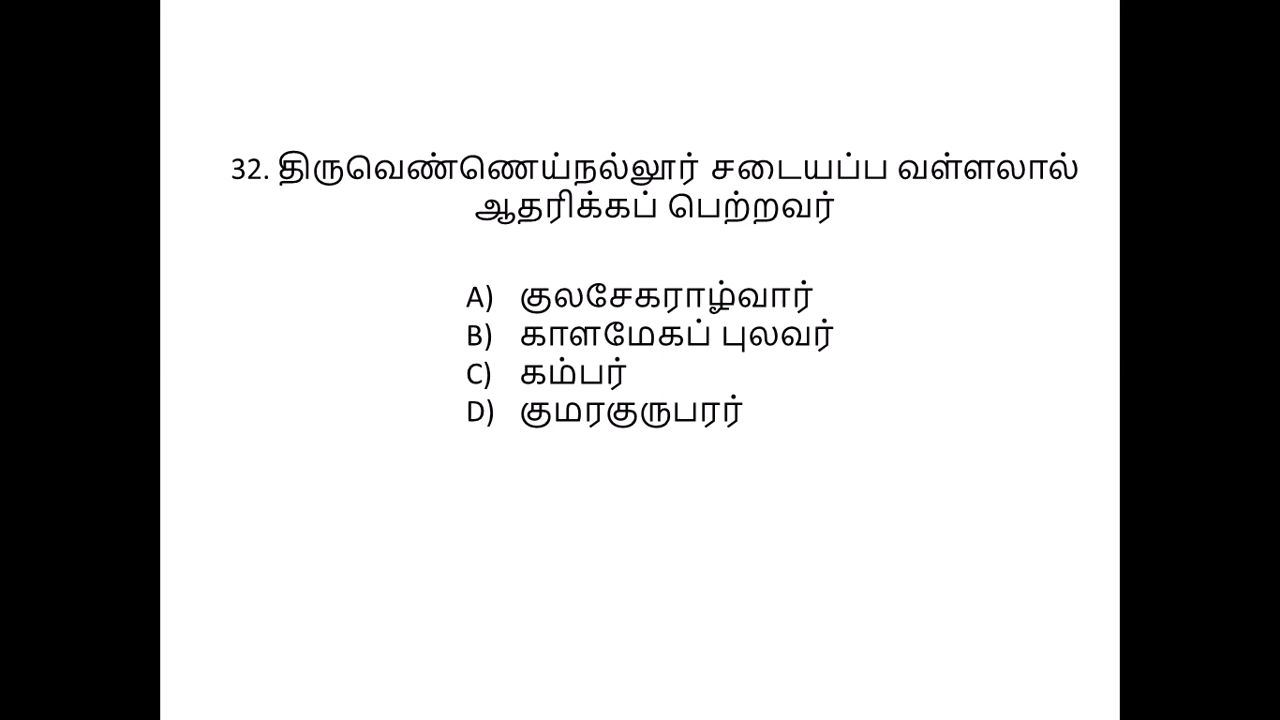 32. திருவெண்ணெய்நல்லூர் சடையப்ப வள்ளலால்
ஆதரிக்கப் பெற்றவர்
A) குலசேகராழ்வார்
B) காளமேகப் புலவர்
C) கம்பர்
D) குமரகுருபரர்